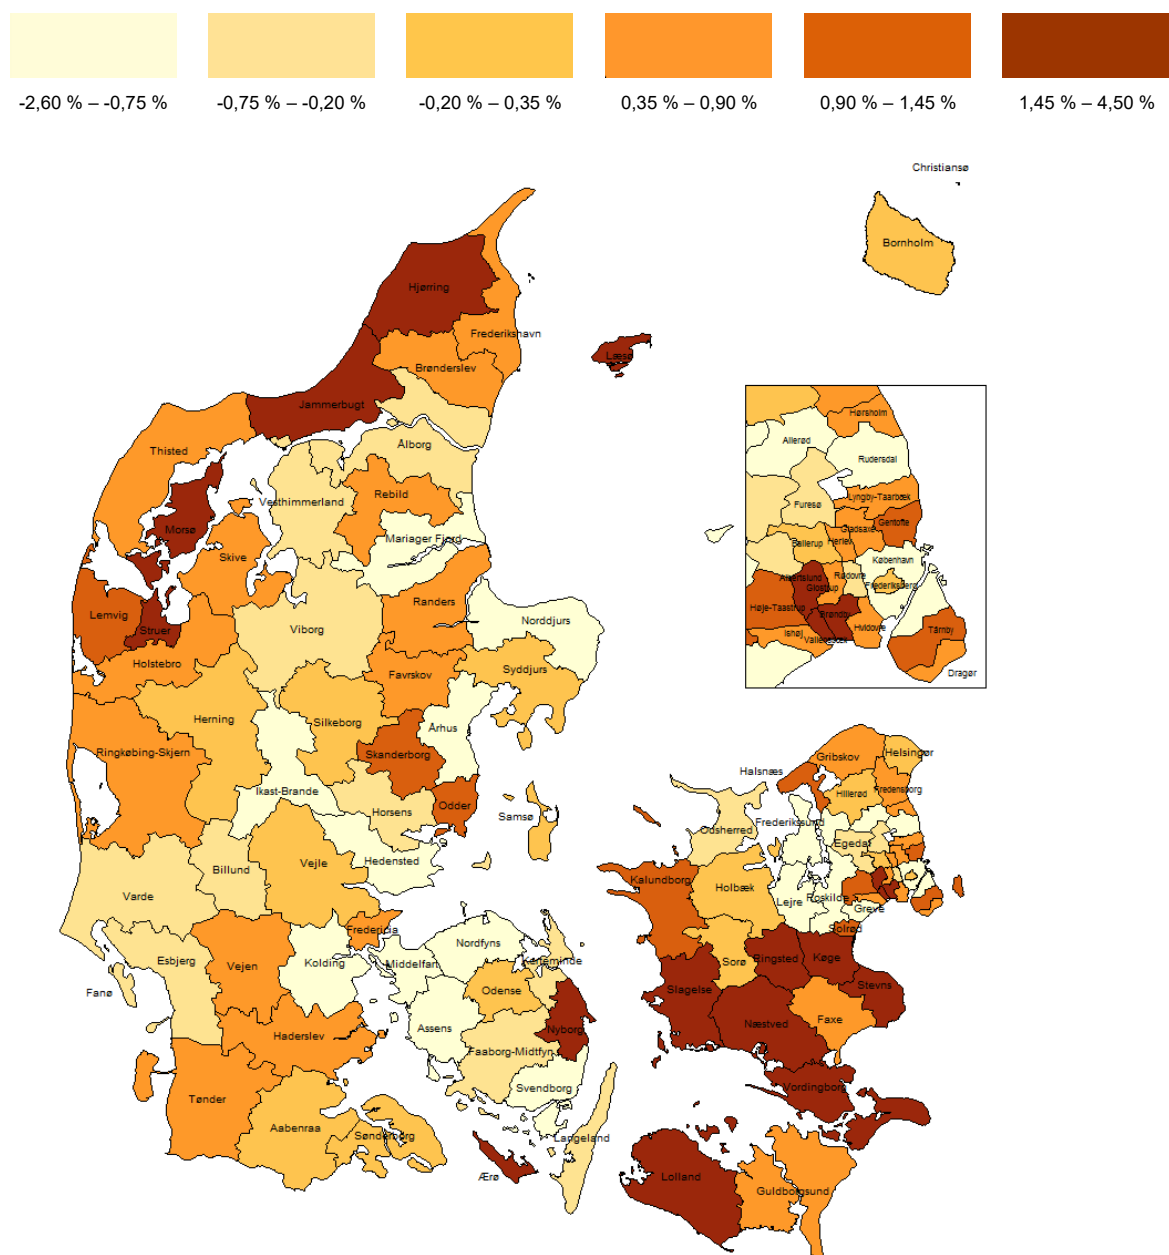 -2,60 % – -0,75 %
-0,75 % – -0,20 %
-0,20 % – 0,35 %
0,35 % – 0,90 %
0,90 % – 1,45 %
1,45 % – 4,50 %
Christiansø
Bornholm
Hjørring
Frederikshavn
Læsø
Brønderslev
Jammerbugt
Ålborg
Thisted
Vesthimmerland
Rebild
Morsø
Mariager Fjord
Skive
Lemvig
Struer
Randers
Norddjurs
Viborg
Holstebro
Favrskov
Syddjurs
Herning
Silkeborg
Århus
Ringkøbing-Skjern
Skanderborg
Ikast-Brande
Horsens
Odder
Samsø
Hedensted
Vejle
Billund
Varde
Fredericia
Nordfyns
Esbjerg
Vejen
Kolding
Middelfart
Kerteminde
Fanø
Odense
Assens
Nyborg
Haderslev
Faaborg-Midtfyn
Svendborg
Tønder
Aabenraa
Sønderborg
Langeland
Ærø
Hørsholm
Allerød
Rudersdal
Furesø
Lyngby-Taarbæk
Gentofte
Gladsaxe
Ballerup
Herlev
København
Albertslund
Rødovre
Glostrup
Frederiksberg
Høje-Taastrup
Brøndby
Ishøj
Vallensbæk
Hvidovre
Tårnby
Dragør
Gribskov
Helsingør
Halsnæs
Hillerød
Fredensborg
Frederikssund
Odsherred
Egedal
Kalundborg
Holbæk
Lejre
Roskilde
Greve
Solrød
Sorø
Ringsted
Køge
Slagelse
Stevns
Næstved
Faxe
Vordingborg
Lolland
Guldborgsund